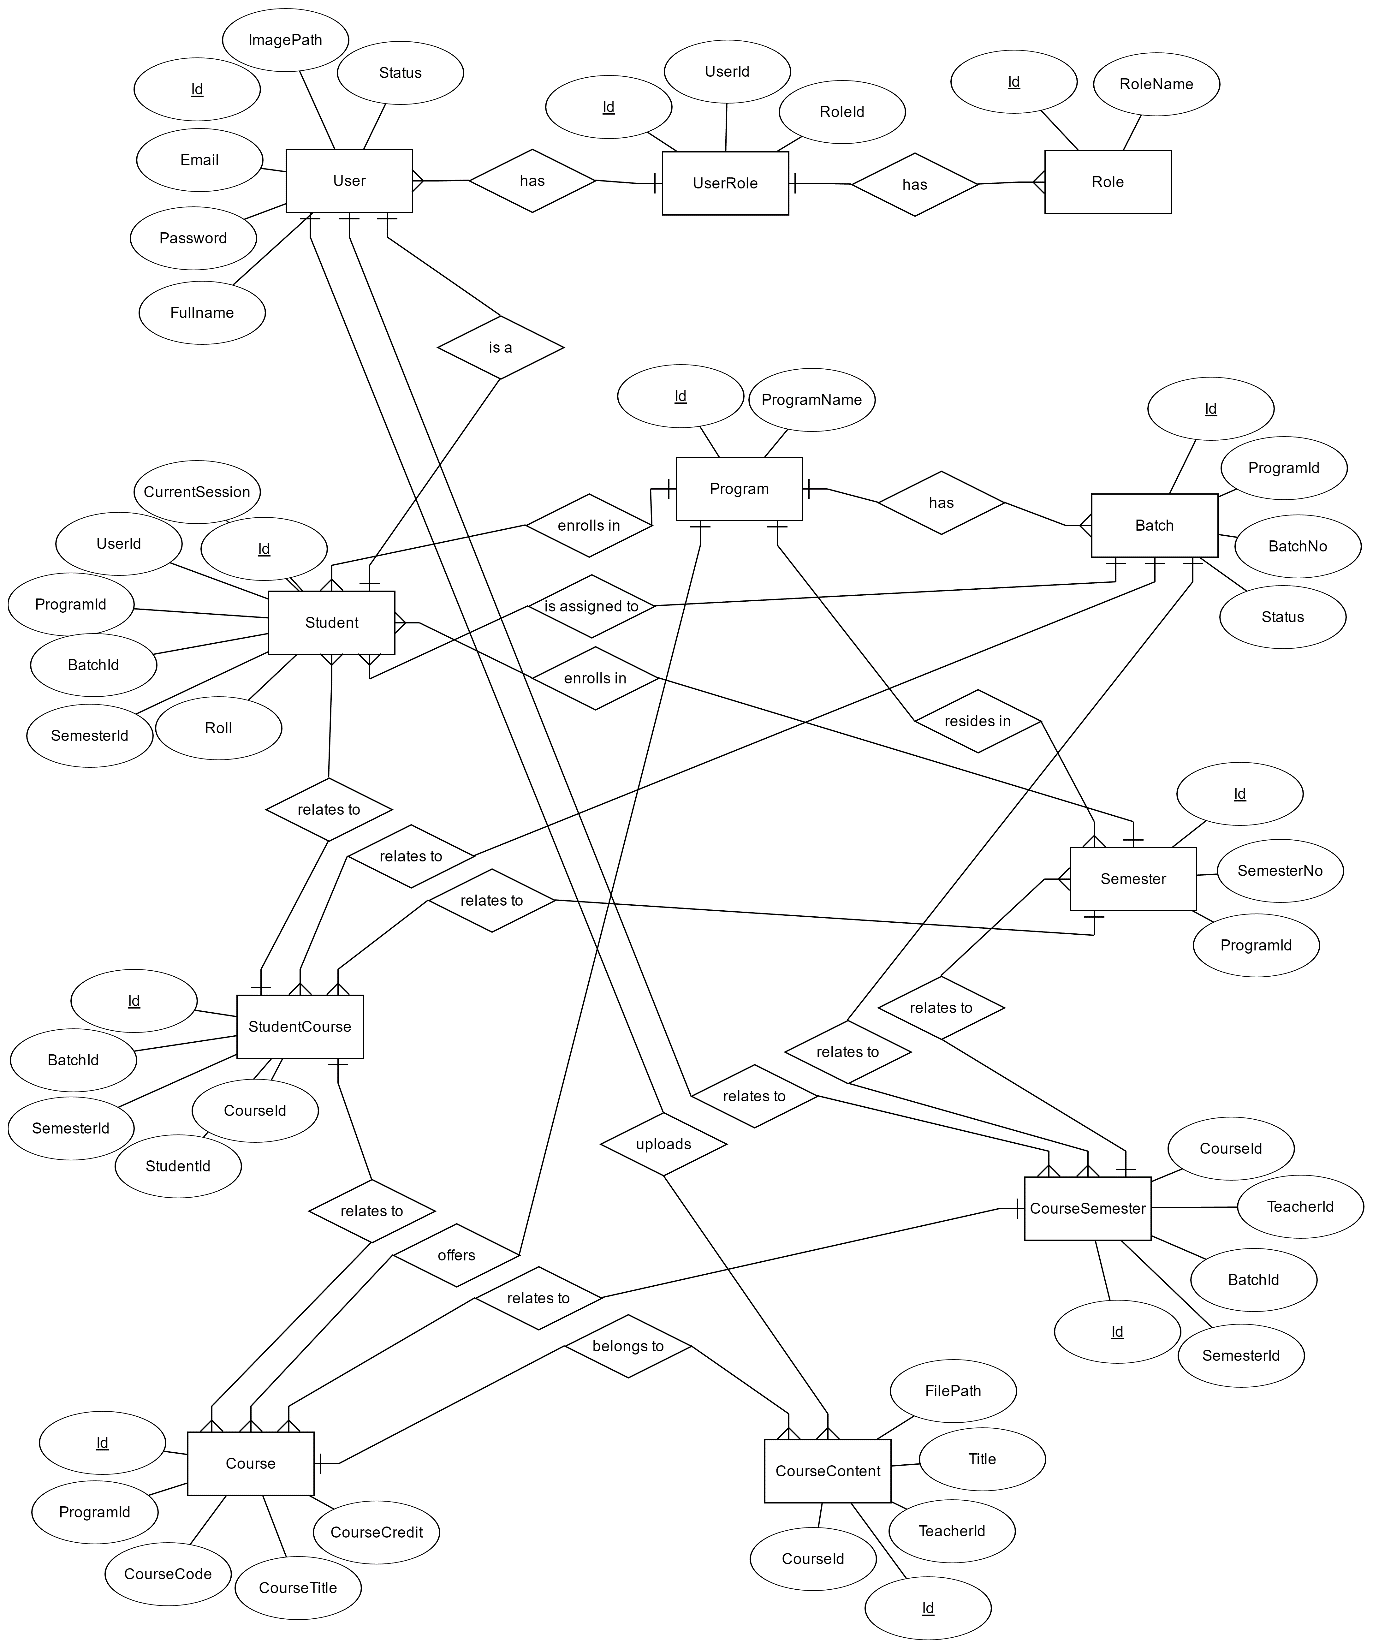 ImagePath
Status
Id
Email
User
Password
Fullname
has
Id
UserId
RoleId
UserRole
has
Id
RoleName
Role
is a
Id
ProgramName
Program
has
Id
ProgramId
BatchNo
Status
Batch
CurrentSession
UserId
Id
ProgramId
Student
BatchId
SemesterId
Roll
enrolls in
is assigned to
enrolls in
resides in
relates to
relates to
relates to
Id
SemesterNo
Semester
ProgramId
Id
StudentCourse
BatchId
SemesterId
CourseId
StudentId
relates to
relates to
relates to
uploads
CourseId
TeacherId
CourseSemester
BatchId
Id
SemesterId
relates to
offers
relates to
belongs to
Id
Course
ProgramId
CourseCode
CourseTitle
CourseCredit
FilePath
Title
CourseContent
TeacherId
CourseId
Id